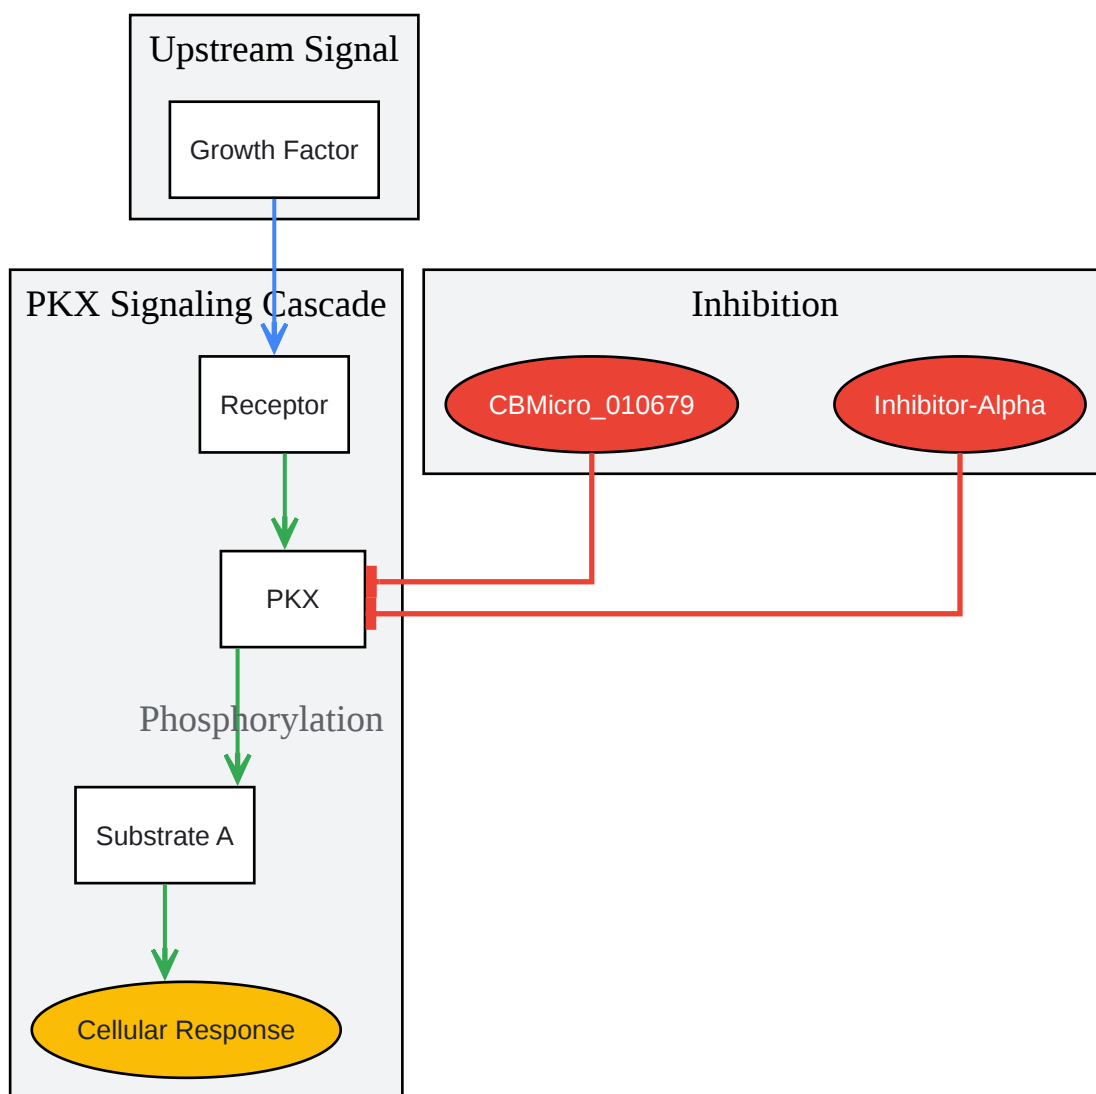 Upstream Signal
Growth Factor
PKX Signaling Cascade
Inhibition
Receptor
CBMicro_010679
Inhibitor-Alpha
PKX
Phosphorylation
Substrate A
Cellular Response